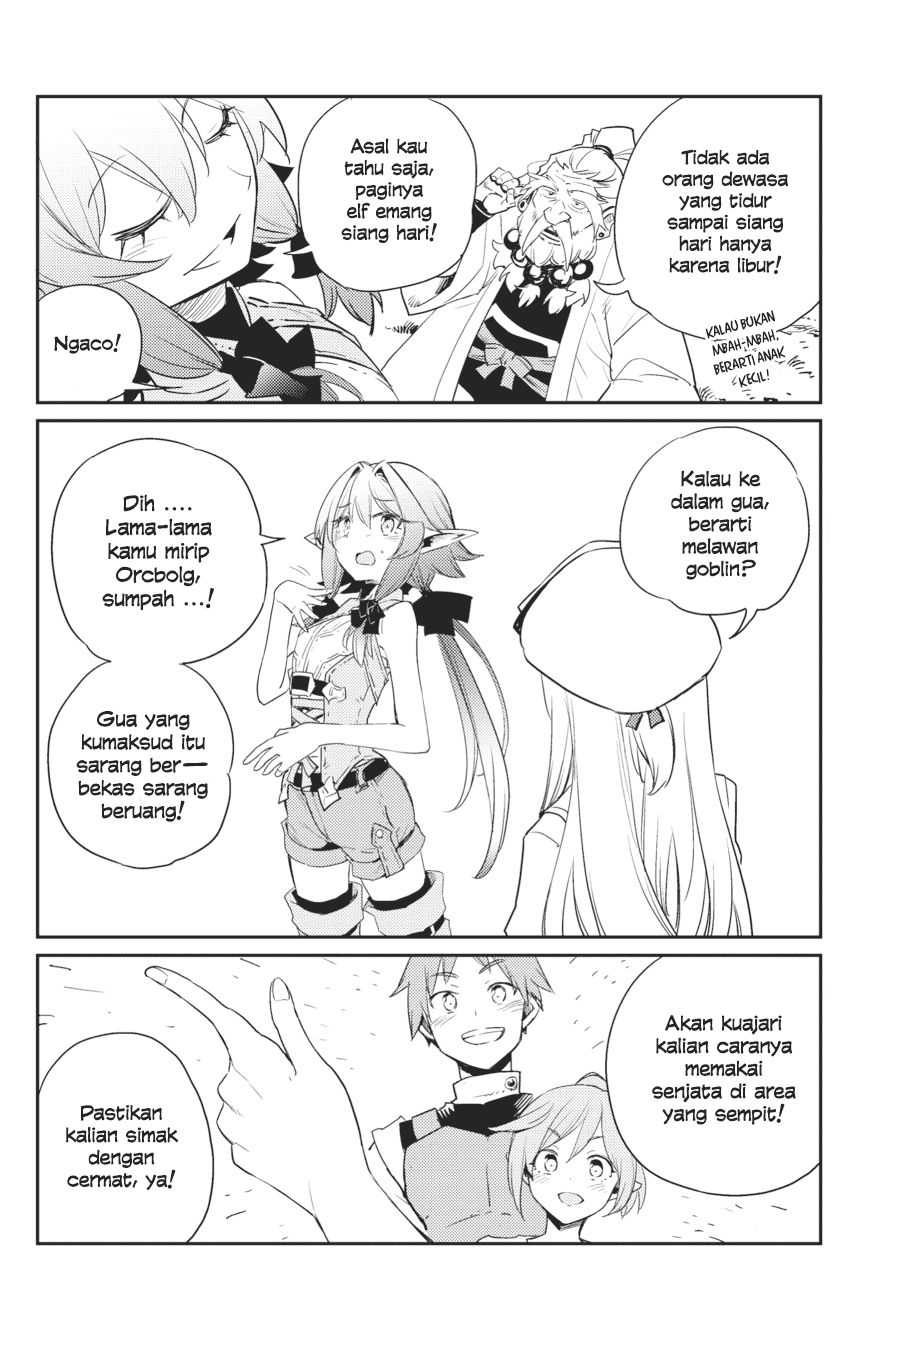 Tidak ada
orang dewasa
yang tidur
sampai siang
hari hanya
karena libur!
KALAU BUKAN
MBAH-MBAH,
BERARTI ANAK
KECIL!
Asal kau
tahu saja,
paginya
elf emang
siang hari!
Ngaco!
Kalau ke
dalam gua,
berarti
melawan
goblin?
Dih ....
Lama-lama
kamu mirip
Orcbolg,
sumpah ...!
Gua yang
kumaksud itu
sarang ber—
bekas sarang
beruang!
Akan kuajari
kalian caranya
memakai
senjata di area
yang sempit!
Pastikan
kalian simak
dengan
cermat, ya!